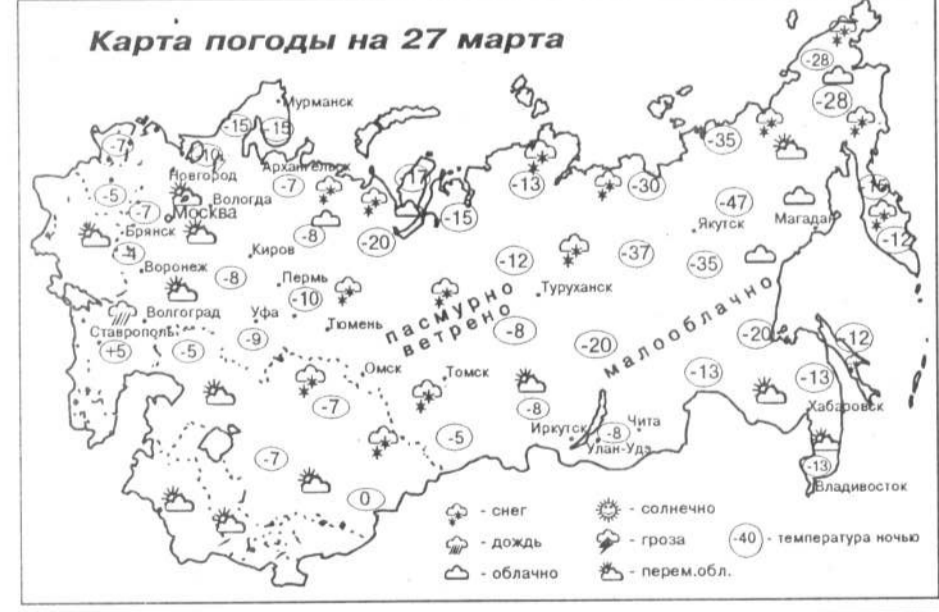 Карта погоды на 27 марта
-28
-28
Мурманск
-15
-15
-35
-7
-10
Архангельск
Новгород
-7
-17
-13
-30
-5
Вологда
-15
-47
-7
Москва
Якутск
Магадан
-15
Брянск
-8
-20
-12
-4
Киров
-12
-37
-35
Воронеж
-8
Пермь
-10
Туруханск
Волгоград
Уфа
пасмурно
ветрено
малооблачно
Ставрополь
Тюмень
-8
-20
-20
-12
+5
-5
-9
Омск
Томск
-13
-13
-7
-8
Хабаровск
Иркутск
Чита
-8
-5
Улан-Удэ
-7
-13
Владивосток
0
- снег
- солнечно
- дождь
- гроза
-40 - температура ночью
- облачно
- перем.обл.